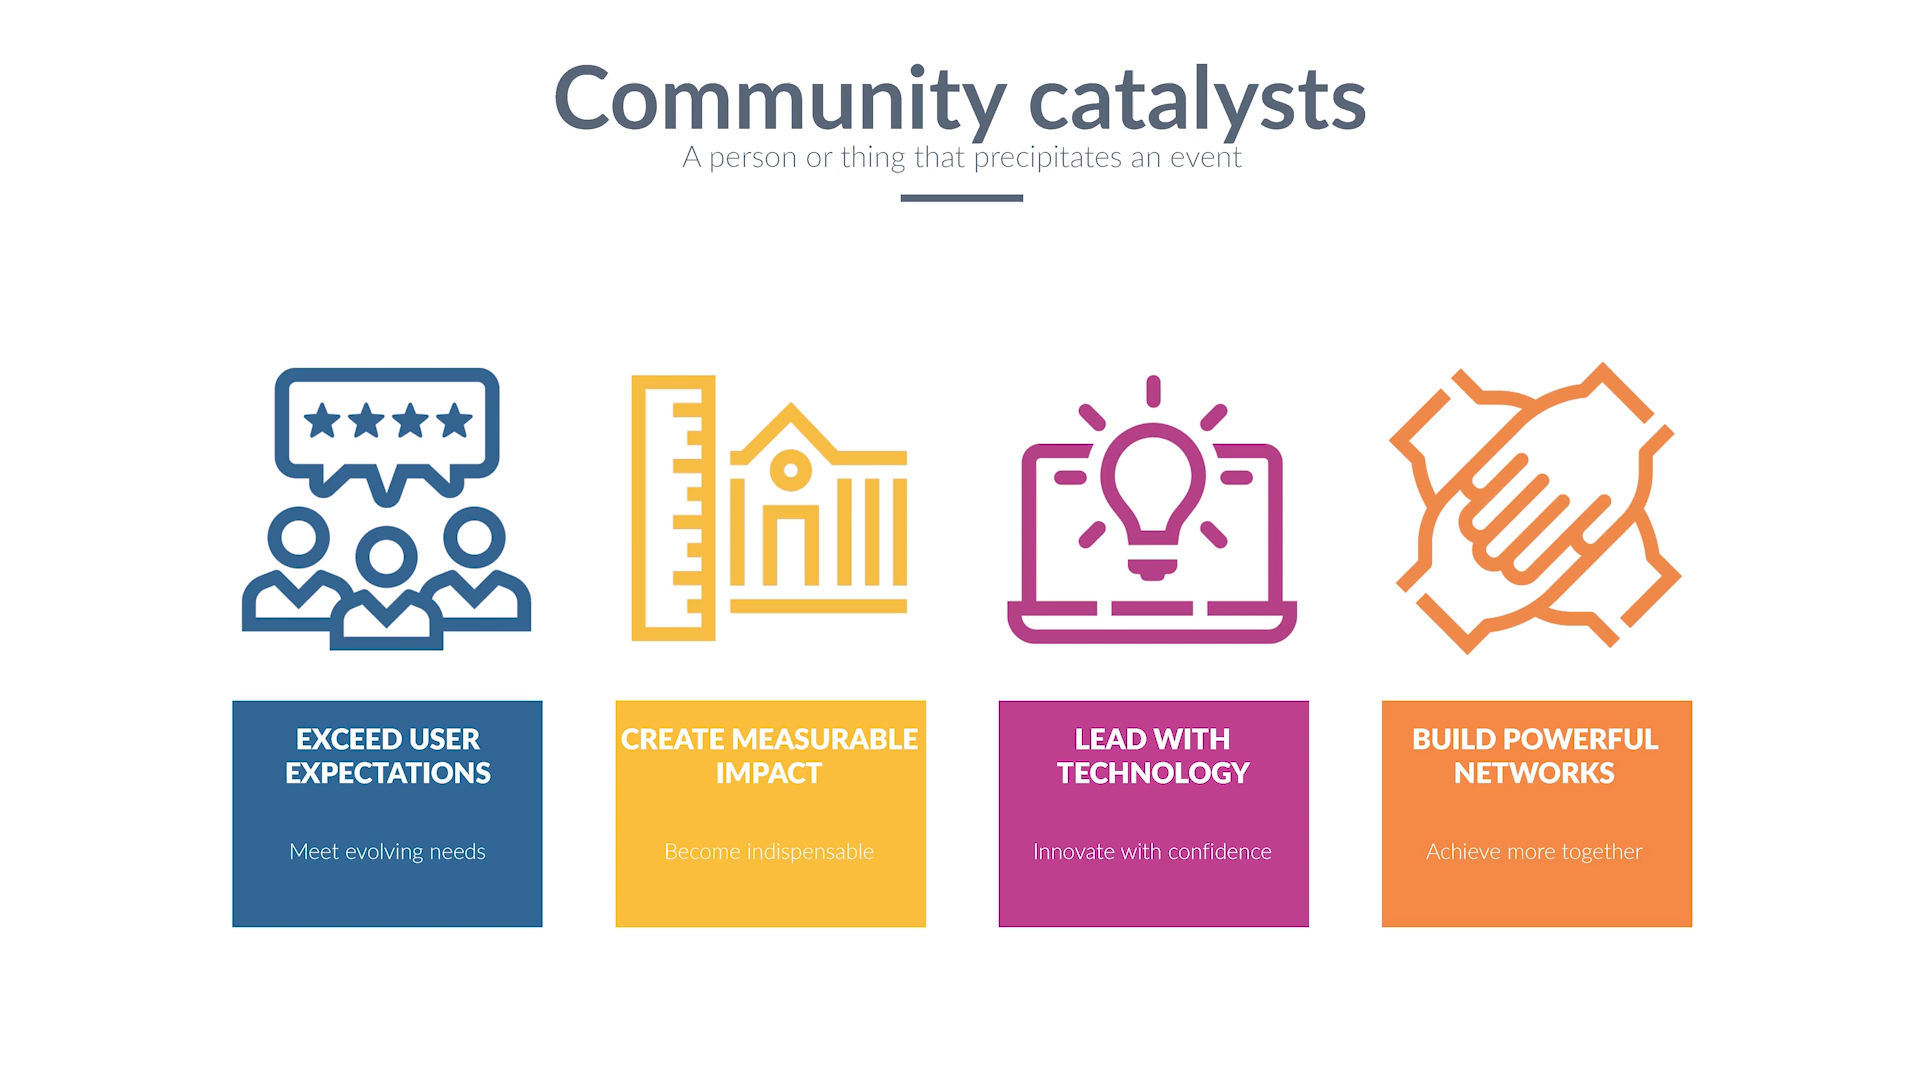 Community catalysts
A person or thing that precipitates an event
EXCEED USER
EXPECTATIONS
Meet evolving needs
CREATE MEASURABLE
IMPACT
Become indispensable
LEAD WITH
TECHNOLOGY
Innovate with confidence
BUILD POWERFUL
NETWORKS
Achieve more together